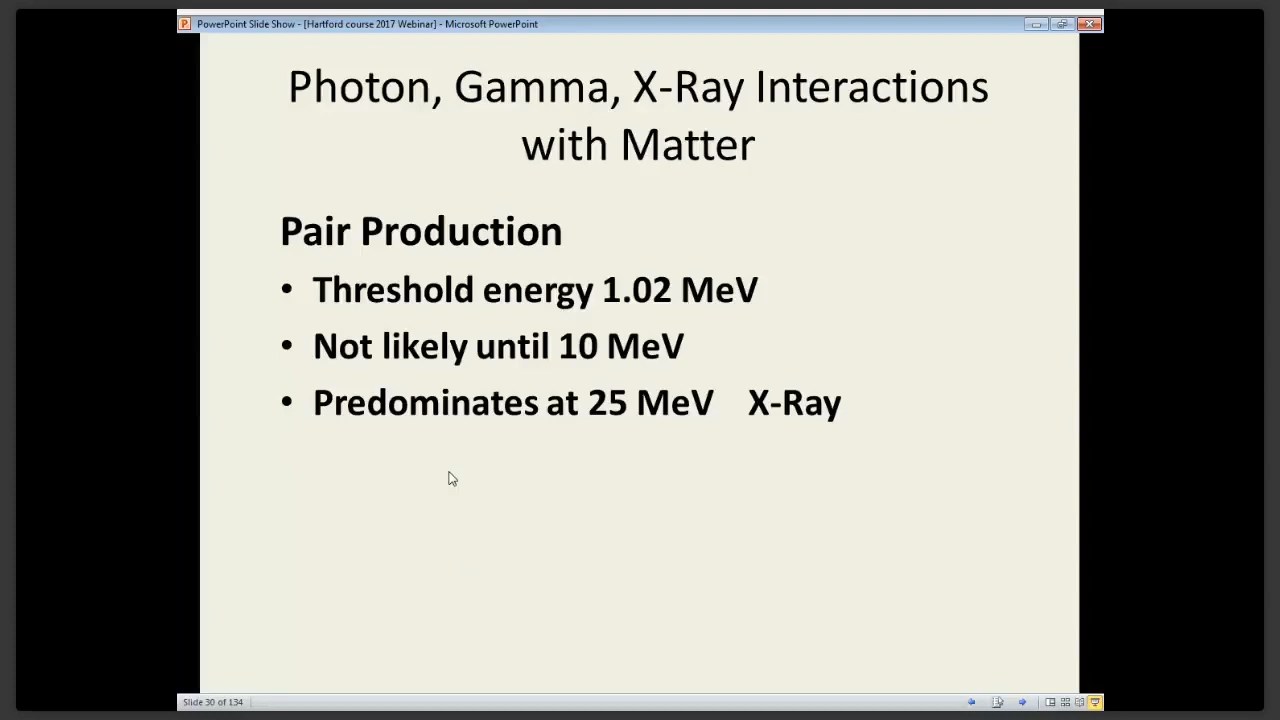 PowerPoint Slide Show - [Hartford course 2017 Webinar] - Microsoft PowerPoint
Photon, Gamma, X-Ray Interactions
with Matter
Pair Production
• Threshold energy 1.02 MeV
• Not likely until 10 MeV
• Predominates at 25 MeV X-Ray
Slide 30 of 134